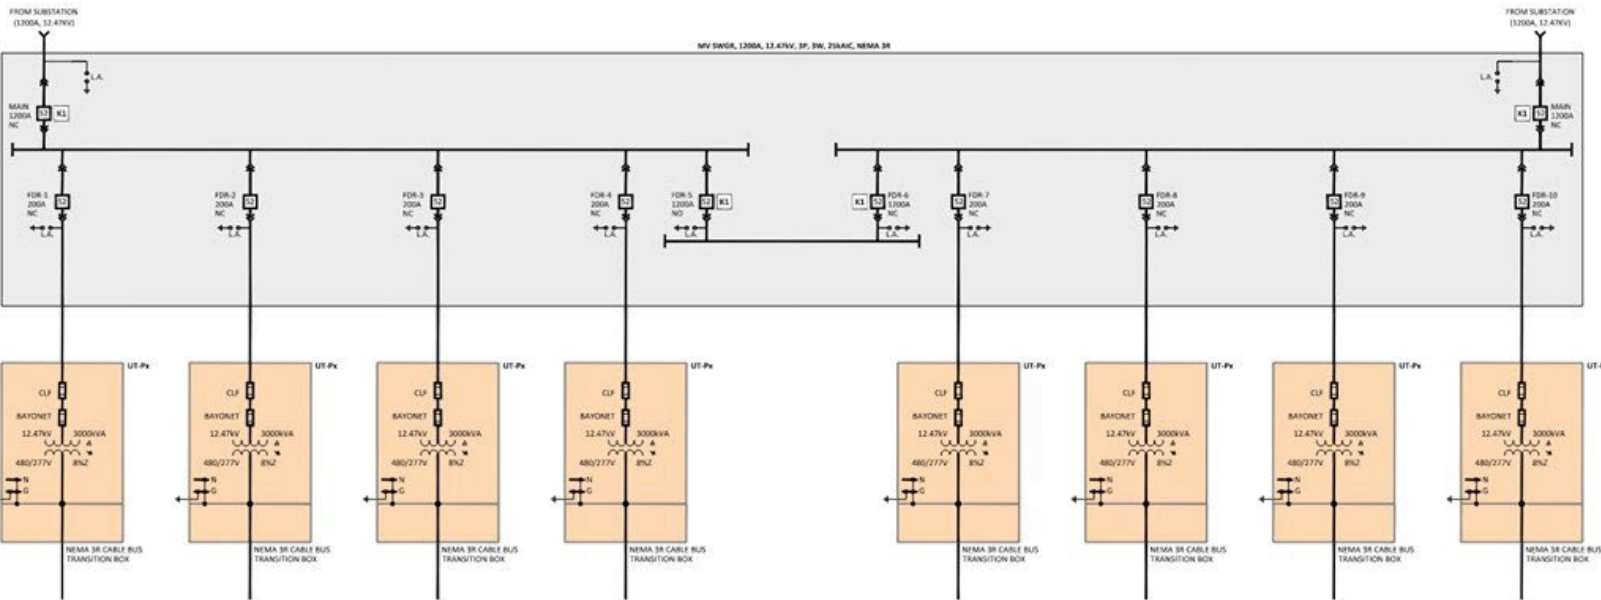 FROM SUBSTATION
(1200A, 12.47KV)
FROM SUBSTATION
(1200A, 12.47KV)
MV SWGR, 1200A, 12.47kV, 3P, 3W, 25kAIC, NEMA 3R
L.A.
L.A.
MAIN
1200A
NC
52
K1
K1
52
MAIN
1200A
NC
FDR-1
200A
NC
52
L.A.
FDR-2
200A
NC
52
L.A.
FDR-3
200A
NC
52
L.A.
FDR-4
200A
NC
52
L.A.
FDR-5
1200A
NO
52
K1
L.A.
K1
52
FDR-6
1200A
NC
L.A.
52
FDR-7
200A
NC
L.A.
52
FDR-8
200A
NC
L.A.
52
FDR-9
200A
NC
L.A.
52
FDR-10
200A
NC
L.A.
UT-Px
CLF
BAYONET
12.47kV 3000kVA
480/277V 8%Z
N
G
NEMA 3R CABLE BUS
TRANSITION BOX
UT-Px
CLF
BAYONET
12.47kV 3000kVA
480/277V 8%Z
N
G
NEMA 3R CABLE BUS
TRANSITION BOX
UT-Px
CLF
BAYONET
12.47kV 3000kVA
480/277V 8%Z
N
G
NEMA 3R CABLE BUS
TRANSITION BOX
UT-Px
CLF
BAYONET
12.47kV 3000kVA
480/277V 8%Z
N
G
NEMA 3R CABLE BUS
TRANSITION BOX
UT-Px
CLF
BAYONET
12.47kV 3000kVA
480/277V 8%Z
N
G
NEMA 3R CABLE BUS
TRANSITION BOX
UT-Px
CLF
BAYONET
12.47kV 3000kVA
480/277V 8%Z
N
G
NEMA 3R CABLE BUS
TRANSITION BOX
UT-Px
CLF
BAYONET
12.47kV 3000kVA
480/277V 8%Z
N
G
NEMA 3R CABLE BUS
TRANSITION BOX
UT-
CLF
BAYONET
12.47kV 3000kVA
480/277V 8%Z
N
G
NEMA 3R CABLE BUS
TRANSITION BOX